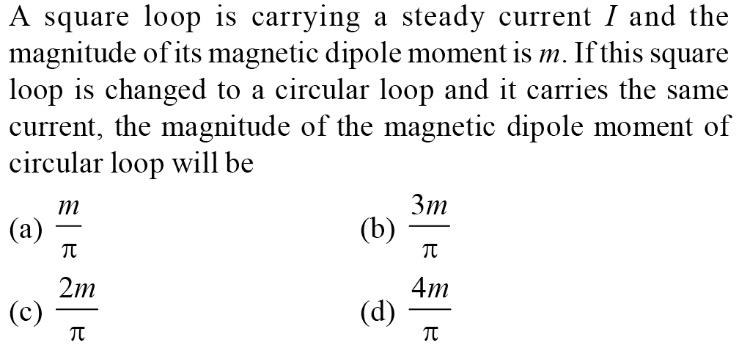 A square loop is carrying a steady current I and the
magnitude of its magnetic dipole moment is m. If this square
loop is changed to a circular loop and it carries the same
current, the magnitude of the magnetic dipole moment of
circular loop will be
(a) m/π (b) 3m/π
(c) 2m/π (d) 4m/π